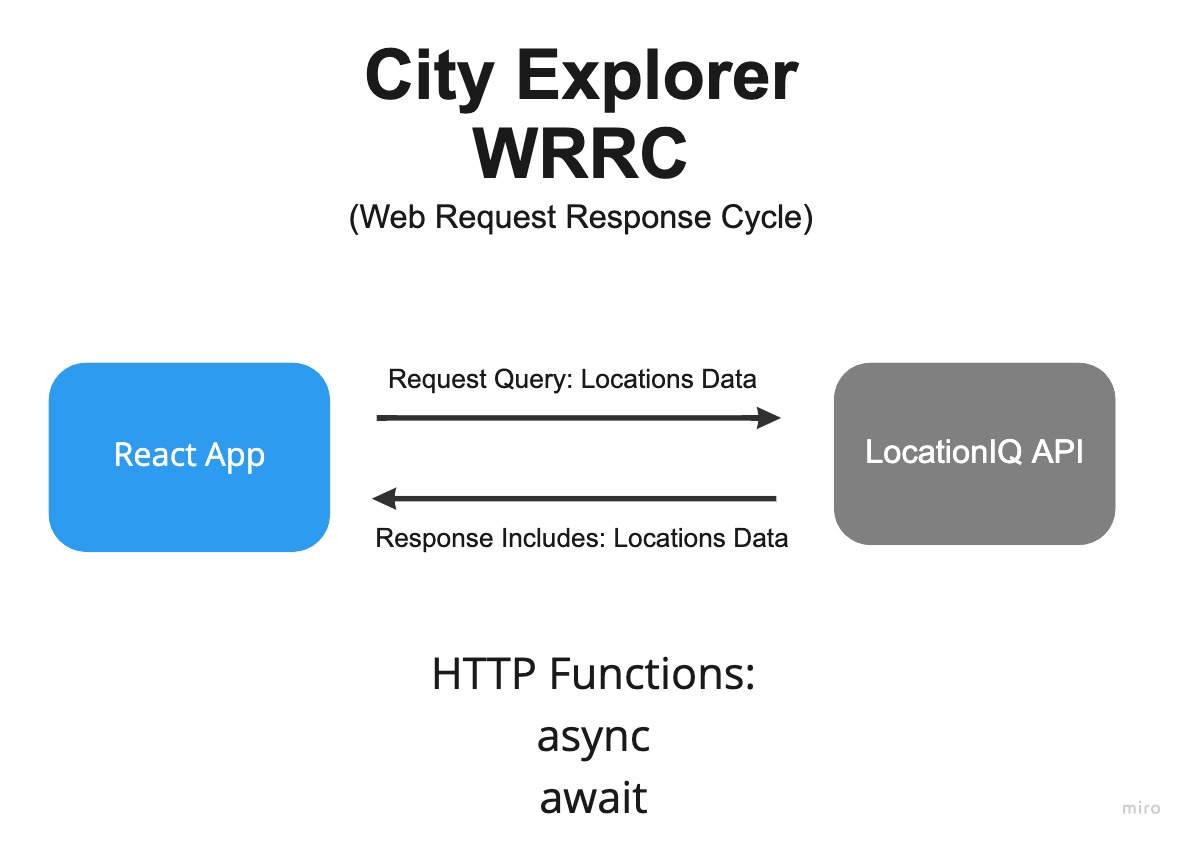 City Explorer
WRRC
(Web Request Response Cycle)
Request Query: Locations Data
React App
LocationIQ API
Response Includes: Locations Data
HTTP Functions:
async
await
miro